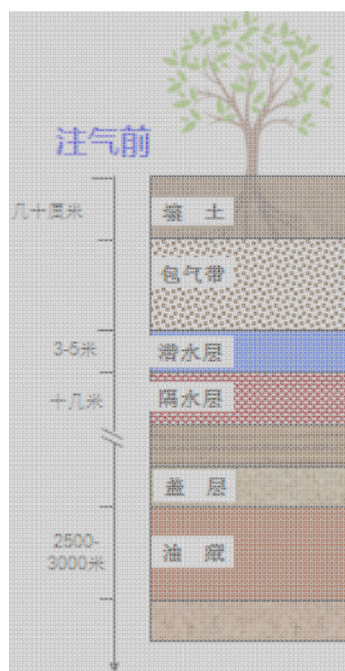 注气前
几十厘米
壤 土
包气带
3-5米
潜水层
十几米
隔水层
盖 层
2500-
3000米
油 藏